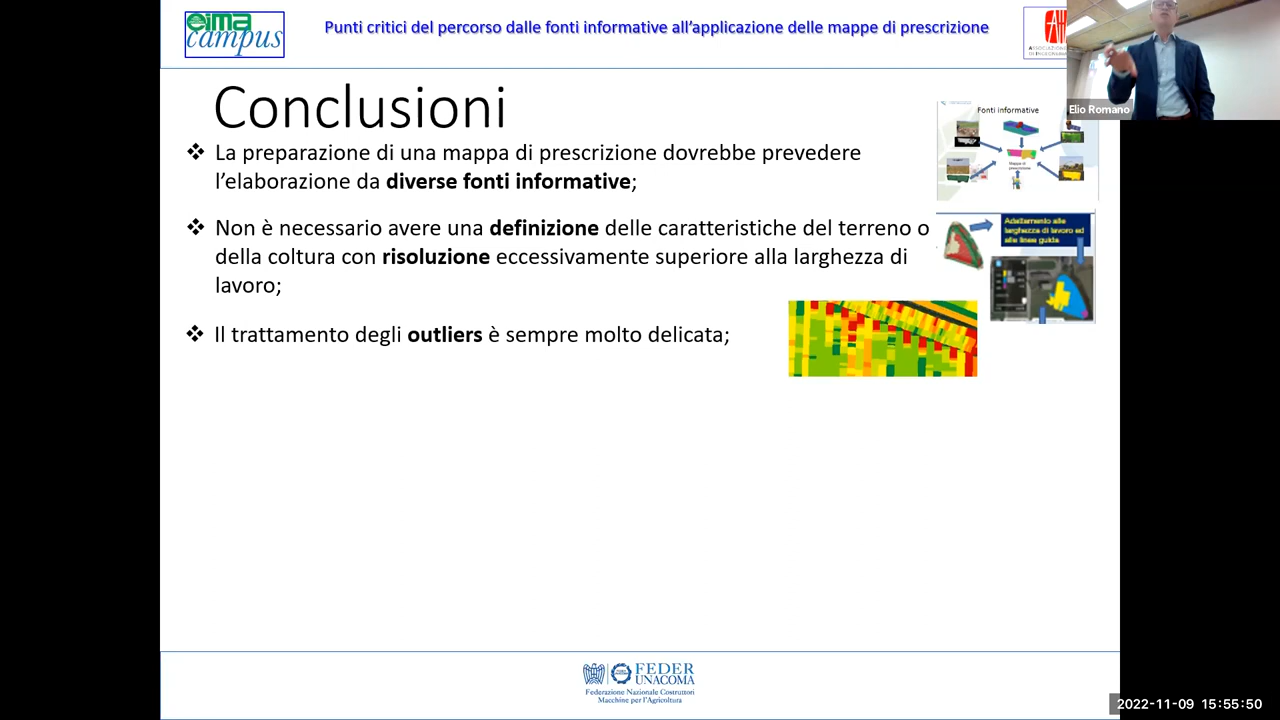 eima
campus
Punti critici del percorso dalle fonti informative all'applicazione delle mappe di prescrizione
Elio Romano
Conclusioni
❖ La preparazione di una mappa di prescrizione dovrebbe prevedere
l'elaborazione da diverse fonti informative;
❖ Non è necessario avere una definizione delle caratteristiche del terreno o
della coltura con risoluzione eccessivamente superiore alla larghezza di
lavoro;
❖ Il trattamento degli outliers è sempre molto delicata;
Fonti informative
Mappa di
prescrizione
Adattamento alla
larghezza di lavoro ed
alle linee guida
FEDER
UNACOMA
Federazione Nazionale Costruttori
Macchine per l'Agricoltura
2022-11-09 15:55:50